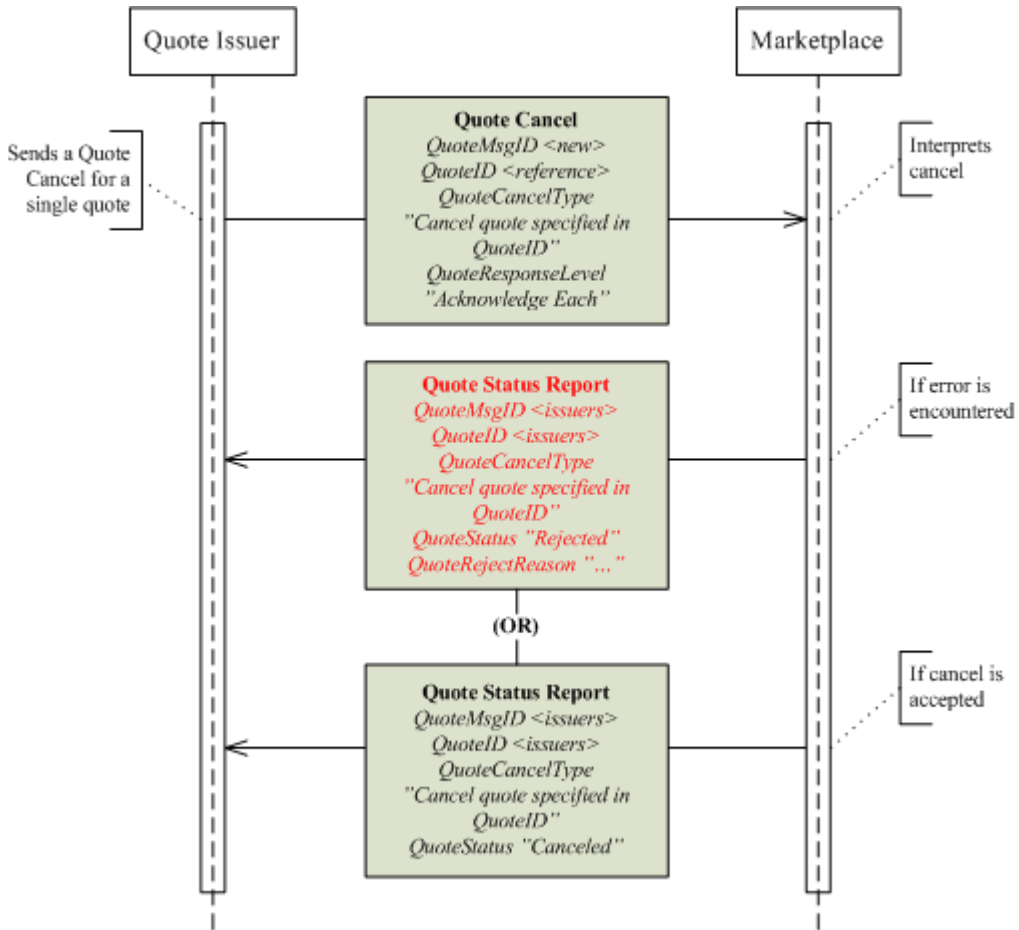 Quote Issuer
Marketplace
Sends a Quote
Cancel for a
single quote
Quote Cancel
QuoteMsgID <new>
QuoteID <reference>
QuoteCancelType
"Cancel quote specified in
QuoteID”
QuoteResponseLevel
”Acknowledge Each”
Interprets
cancel
Quote Status Report
QuoteMsgID <issuers>
QuoteID <issuers>
QuoteCancelType
"Cancel quote specified in
QuoteID”
QuoteStatus ”Rejected”
QuoteRejectReason ”…”
If error is
encountered
(OR)
Quote Status Report
QuoteMsgID <issuers>
QuoteID <issuers>
QuoteCancelType
”Cancel quote specified in
QuoteID”
QuoteStatus ”Canceled”
If cancel is
accepted